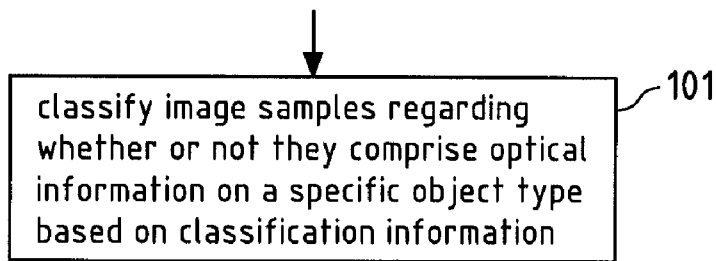 101
classify image samples regarding
whether or not they comprise optical
information on a specific object type
based on classification information